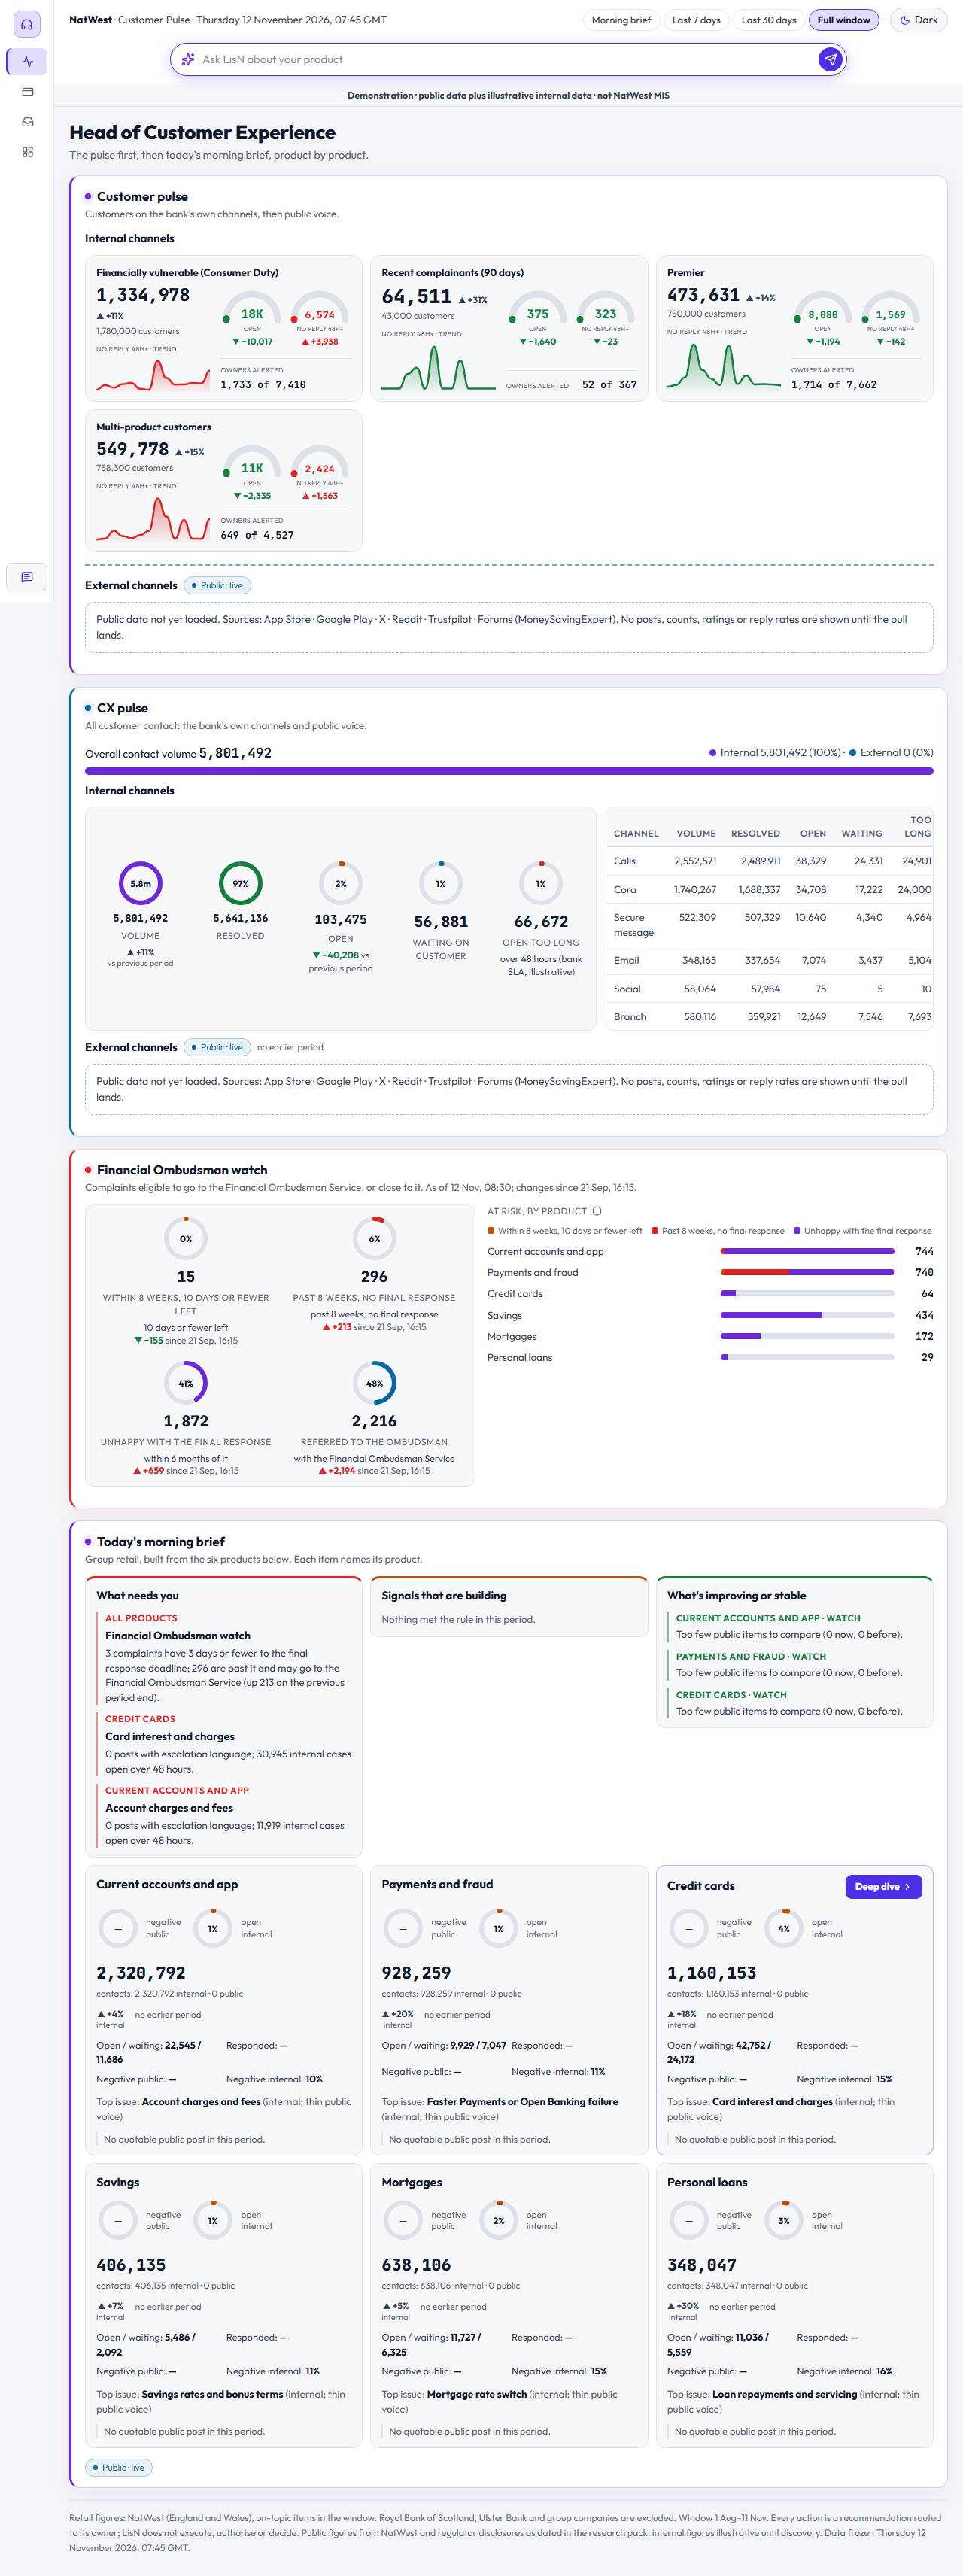 NatWest · Customer Pulse · Thursday 12 November 2026, 07:45 GMT
Morning brief
Last 7 days
Last 30 days
Full window
Dark
Ask LisN about your product
Demonstration · public data plus illustrative internal data · not NatWest MIS
Head of Customer Experience
The pulse first, then today's morning brief, product by product.
Customer pulse
Customers on the bank's own channels, then public voice.
Internal channels
Financially vulnerable (Consumer Duty)
1,334,978
▲ +11%
1,780,000 customers
NO REPLY 48H+ · TREND
18K
OPEN
▼ −10,017
6,574
NO REPLY 48H+
▲ +3,938
OWNERS ALERTED
1,733 of 7,410
Recent complainants (90 days)
64,511 ▲ +31%
43,000 customers
NO REPLY 48H+ · TREND
375
OPEN
▼ −1,640
323
NO REPLY 48H+
▼ −23
OWNERS ALERTED 52 of 367
Premier
473,631 ▲ +14%
750,000 customers
NO REPLY 48H+ · TREND
8,080
OPEN
▼ −1,194
1,569
NO REPLY 48H+
▼ −142
OWNERS ALERTED
1,714 of 7,662
Multi-product customers
549,778 ▲ +15%
758,300 customers
NO REPLY 48H+ · TREND
11K
OPEN
▼ −2,335
2,424
NO REPLY 48H+
▲ +1,563
OWNERS ALERTED
649 of 4,527
External channels
Public · live
Public data not yet loaded. Sources: App Store · Google Play · X · Reddit · Trustpilot · Forums (MoneySavingExpert). No posts, counts, ratings or reply rates are shown until the pull
lands.
CX pulse
All customer contact: the bank's own channels and public voice.
Overall contact volume 5,801,492
Internal 5,801,492 (100%) · External 0 (0%)
Internal channels
5.8m
5,801,492
VOLUME
▲ +11%
vs previous period
97%
5,641,136
RESOLVED
2%
103,475
OPEN
▼ −40,208 vs
previous period
1%
56,881
WAITING ON
CUSTOMER
1%
66,672
OPEN TOO LONG
over 48 hours (bank
SLA, illustrative)
CHANNEL VOLUME RESOLVED OPEN WAITING TOO LONG
Calls 2,552,571 2,489,911 38,329 24,331 24,901
Cora 1,740,267 1,688,337 34,708 17,222 24,000
Secure message 522,309 507,329 10,640 4,340 4,964
Email 348,165 337,654 7,074 3,437 5,104
Social 58,064 57,984 75 5 10
Branch 580,116 559,921 12,649 7,546 7,693
External channels
Public · live
no earlier period
Public data not yet loaded. Sources: App Store · Google Play · X · Reddit · Trustpilot · Forums (MoneySavingExpert). No posts, counts, ratings or reply rates are shown until the pull
lands.
Financial Ombudsman watch
Complaints eligible to go to the Financial Ombudsman Service, or close to it. As of 12 Nov, 08:30; changes since 21 Sep, 16:15.
0%
15
WITHIN 8 WEEKS, 10 DAYS OR FEWER
LEFT
10 days or fewer left
▼ −155 since 21 Sep, 16:15
6%
296
PAST 8 WEEKS, NO FINAL RESPONSE
past 8 weeks, no final response
▲ +213 since 21 Sep, 16:15
41%
1,872
UNHAPPY WITH THE FINAL RESPONSE
within 6 months of it
▲ +659 since 21 Sep, 16:15
48%
2,216
REFERRED TO THE OMBUDSMAN
with the Financial Ombudsman Service
▲ +2,194 since 21 Sep, 16:15
AT RISK, BY PRODUCT
Within 8 weeks, 10 days or fewer left
Past 8 weeks, no final response
Unhappy with the final response
Current accounts and app 744
Payments and fraud 740
Credit cards 64
Savings 434
Mortgages 172
Personal loans 29
Today's morning brief
Group retail, built from the six products below. Each item names its product.
What needs you
ALL PRODUCTS
Financial Ombudsman watch
3 complaints have 3 days or fewer to the final-
response deadline; 296 are past it and may go to the
Financial Ombudsman Service (up 213 on the previous
period end).
CREDIT CARDS
Card interest and charges
0 posts with escalation language; 30,945 internal cases
open over 48 hours.
CURRENT ACCOUNTS AND APP
Account charges and fees
0 posts with escalation language; 11,919 internal cases
open over 48 hours.
Signals that are building
Nothing met the rule in this period.
What's improving or stable
CURRENT ACCOUNTS AND APP · WATCH
Too few public items to compare (0 now, 0 before).
PAYMENTS AND FRAUD · WATCH
Too few public items to compare (0 now, 0 before).
CREDIT CARDS · WATCH
Too few public items to compare (0 now, 0 before).
Current accounts and app
–
negative
public
1%
open
internal
2,320,792
contacts: 2,320,792 internal · 0 public
▲ +4%
internal
no earlier period
Open / waiting: 22,545 /
11,686
Responded: —
Negative public: —
Negative internal: 10%
Top issue: Account charges and fees (internal; thin public
voice)
No quotable public post in this period.
Payments and fraud
–
negative
public
1%
open
internal
928,259
contacts: 928,259 internal · 0 public
▲ +20%
internal
no earlier period
Open / waiting: 9,929 / 7,047 Responded: —
Negative public: —
Negative internal: 11%
Top issue: Faster Payments or Open Banking failure
(internal; thin public voice)
No quotable public post in this period.
Credit cards
Deep dive
–
negative
public
4%
open
internal
1,160,153
contacts: 1,160,153 internal · 0 public
▲ +18%
internal
no earlier period
Open / waiting: 42,752 /
24,172
Responded: —
Negative public: —
Negative internal: 15%
Top issue: Card interest and charges (internal; thin
public voice)
No quotable public post in this period.
Savings
–
negative
public
1%
open
internal
406,135
contacts: 406,135 internal · 0 public
▲ +7%
internal
no earlier period
Open / waiting: 5,486 /
2,092
Responded: —
Negative public: —
Negative internal: 11%
Top issue: Savings rates and bonus terms (internal; thin
public voice)
No quotable public post in this period.
Mortgages
–
negative
public
2%
open
internal
638,106
contacts: 638,106 internal · 0 public
▲ +5%
internal
no earlier period
Open / waiting: 11,727 /
6,325
Responded: —
Negative public: —
Negative internal: 15%
Top issue: Mortgage rate switch (internal; thin public
voice)
No quotable public post in this period.
Personal loans
–
negative
public
3%
open
internal
348,047
contacts: 348,047 internal · 0 public
▲ +30%
internal
no earlier period
Open / waiting: 11,036 /
5,559
Responded: —
Negative public: —
Negative internal: 16%
Top issue: Loan repayments and servicing (internal; thin
public voice)
No quotable public post in this period.
Public · live
Retail figures: NatWest (England and Wales), on-topic items in the window. Royal Bank of Scotland, Ulster Bank and group companies are excluded. Window 1 Aug–11 Nov. Every action is a recommendation routed
to its owner; LisN does not execute, authorise or decide. Public figures from NatWest and regulator disclosures as dated in the research pack; internal figures illustrative until discovery. Data frozen Thursday 12
November 2026, 07:45 GMT.